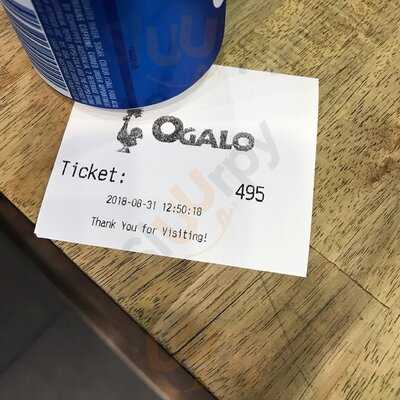 OGALO
Ticket: 495
2018-08-31 12:50:18
Thank You for Visiting!